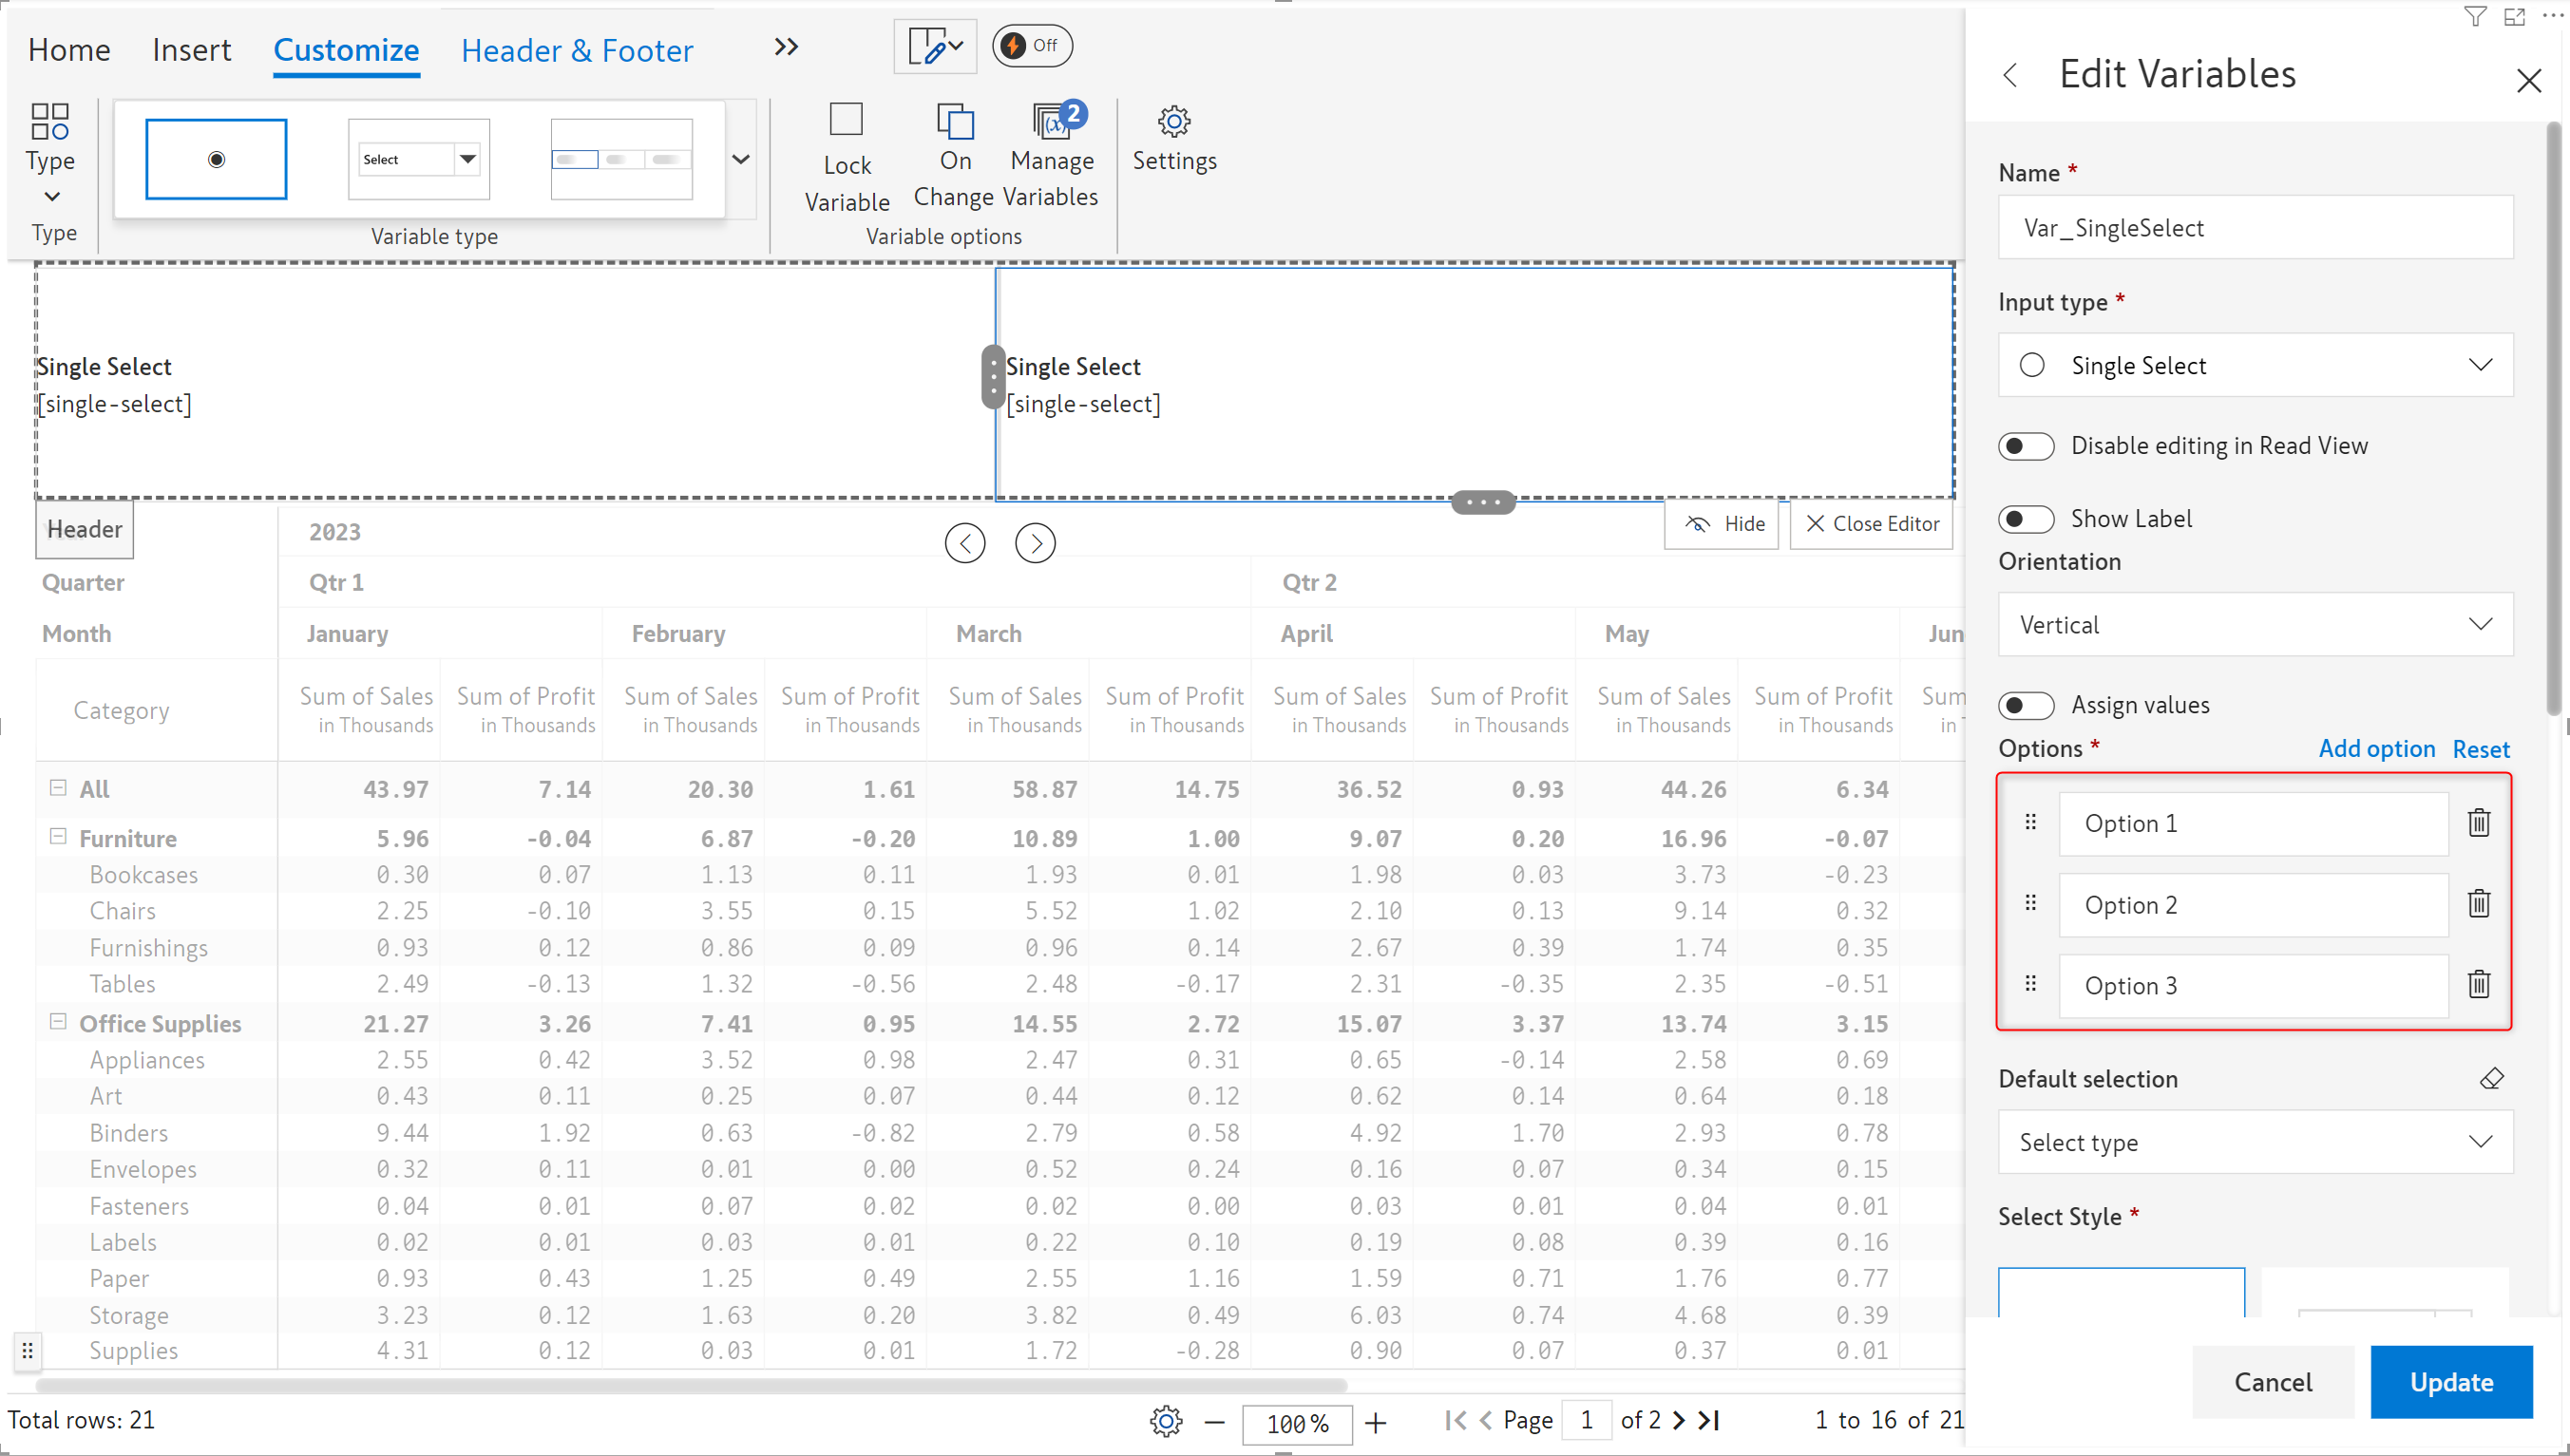 Home Insert Customize Header & Footer Off
Type
Type
Select
Variable type
Lock Variable
On Change
Manage Variables
2
(x)
Variable options
Settings
Single Select
[single-select]
Single Select
[single-select]
Header
Hide
Close Editor
2023
Quarter Qtr 1 Qtr 2
Month January February March April May Jun
Category Sum of Sales Sum of Profit Sum of Sales Sum of Profit Sum of Sales Sum of Profit Sum of Sales Sum of Profit Sum of Sales Sum of Profit Sum
in Thousands in Thousands in Thousands in Thousands in Thousands in Thousands in Thousands in Thousands in Thousands in Thousands in
All 43.97 7.14 20.30 1.61 58.87 14.75 36.52 0.93 44.26 6.34
Furniture 5.96 -0.04 6.87 -0.20 10.89 1.00 9.07 0.20 16.96 -0.07
Bookcases 0.30 0.07 1.13 0.11 1.93 0.01 1.98 0.03 3.73 -0.23
Chairs 2.25 -0.10 3.55 0.15 5.52 1.02 2.10 0.13 9.14 0.32
Furnishings 0.93 0.12 0.86 0.09 0.96 0.14 2.67 0.39 1.74 0.35
Tables 2.49 -0.13 1.32 -0.56 2.48 -0.17 2.31 -0.35 2.35 -0.51
Office Supplies 21.27 3.26 7.41 0.95 14.55 2.72 15.07 3.37 13.74 3.15
Appliances 2.55 0.42 3.52 0.98 2.47 0.31 0.65 -0.14 2.58 0.69
Art 0.43 0.11 0.25 0.07 0.44 0.12 0.62 0.14 0.64 0.18
Binders 9.44 1.92 0.63 -0.82 2.79 0.58 4.92 1.70 2.93 0.78
Envelopes 0.32 0.11 0.01 0.00 0.52 0.24 0.16 0.07 0.34 0.15
Fasteners 0.04 0.01 0.07 0.02 0.02 0.00 0.03 0.01 0.04 0.01
Labels 0.02 0.01 0.03 0.01 0.22 0.10 0.19 0.08 0.39 0.16
Paper 0.93 0.43 1.25 0.49 2.55 1.16 1.59 0.71 1.76 0.77
Storage 3.23 0.12 1.63 0.20 3.82 0.49 6.03 0.74 4.68 0.39
Supplies 4.31 0.12 0.03 0.01 1.72 -0.28 0.90 0.07 0.37 0.01
Total rows: 21
100%
Page 1 of 2
1 to 16 of 21
Edit Variables
Name *
Var_SingleSelect
Input type *
Single Select
Disable editing in Read View
Show Label
Orientation
Vertical
Assign values
Options * Add option Reset
Option 1
Option 2
Option 3
Default selection
Select type
Select Style *
Cancel Update